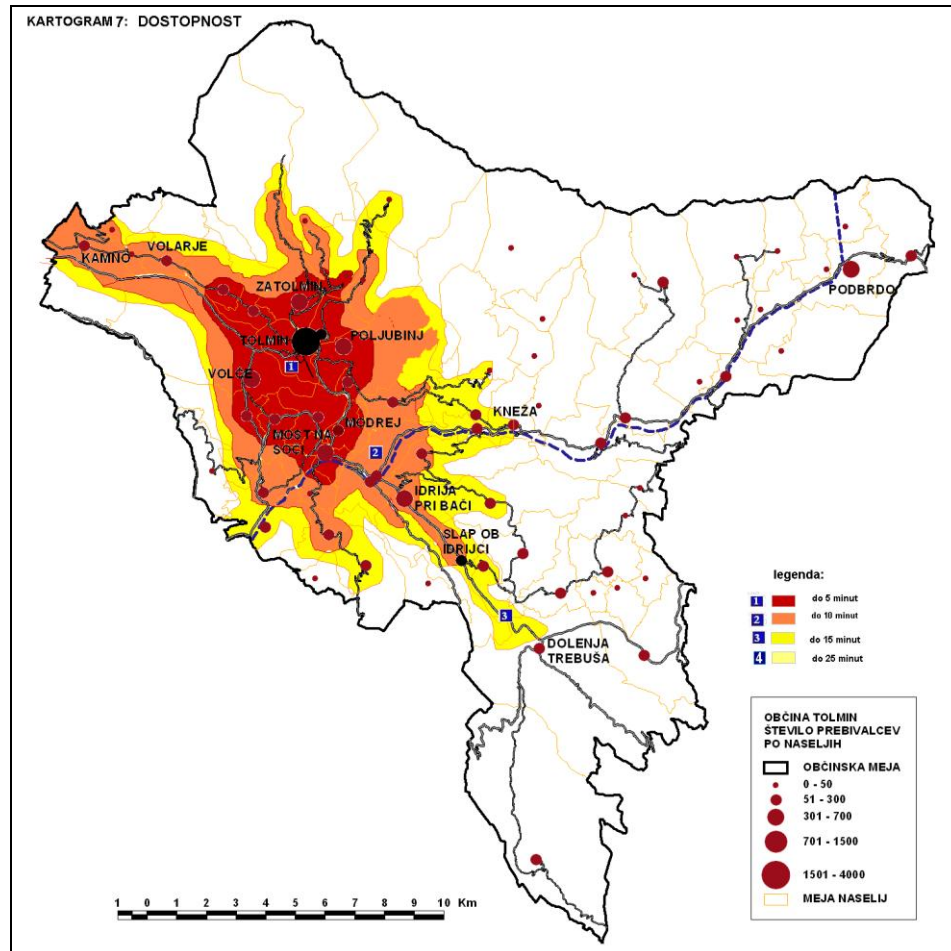 KARTOGRAM 7: DOSTOPNOST
KAMNO
VOLARJE
ZATOLMIN
TOLMIN
POLJUBINJ
1
VOLČE
PODBRDO
KNEŽA
MODREJ
MOST NA
SOČI
2
IDRIJA
PRI BAČI
SLAP OB
IDRIJCI
3
DOLENJA
TREBUŠA
legenda:
1 do 5 minut
2 do 10 minut
3 do 15 minut
4 do 25 minut
OBČINA TOLMIN
ŠTEVILO PREBIVALCEV
PO NASELJIH
OBČINSKA MEJA
0 - 50
51 - 300
301 - 700
701 - 1500
1501 - 4000
MEJA NASELIJ
1 0 1 2 3 4 5 6 7 8 9 10 Km